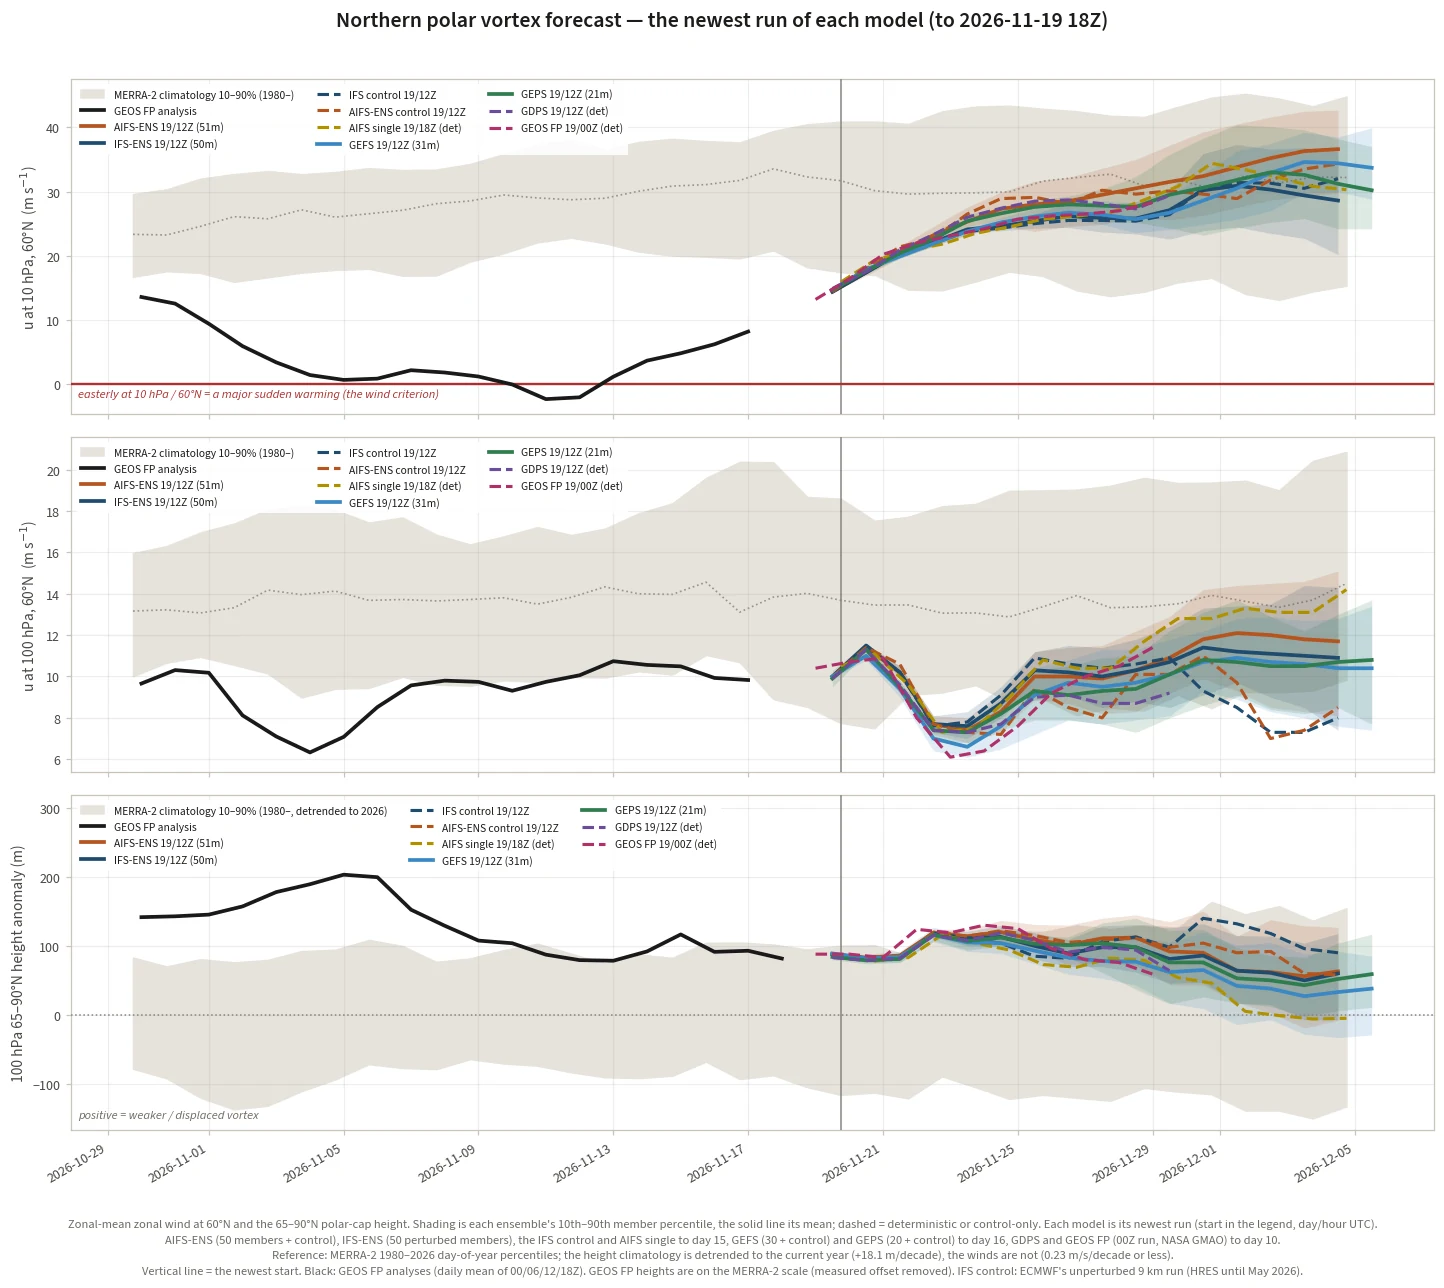 Northern polar vortex forecast — the newest run of each model (to 2026-11-19 18Z)
MERRA-2 climatology 10–90% (1980–)
GEOS FP analysis
AIFS-ENS 19/12Z (51m)
IFS-ENS 19/12Z (50m)
IFS control 19/12Z
AIFS-ENS control 19/12Z
AIFS single 19/18Z (det)
GEFS 19/12Z (31m)
GEPS 19/12Z (21m)
GDPS 19/12Z (det)
GEOS FP 19/00Z (det)
u at 10 hPa, 60°N (m s⁻¹)
40
30
20
10
0
easterly at 10 hPa / 60°N = a major sudden warming (the wind criterion)
MERRA-2 climatology 10–90% (1980–)
GEOS FP analysis
AIFS-ENS 19/12Z (51m)
IFS-ENS 19/12Z (50m)
IFS control 19/12Z
AIFS-ENS control 19/12Z
AIFS single 19/18Z (det)
GEFS 19/12Z (31m)
GEPS 19/12Z (21m)
GDPS 19/12Z (det)
GEOS FP 19/00Z (det)
u at 100 hPa, 60°N (m s⁻¹)
20
18
16
14
12
10
8
6
MERRA-2 climatology 10–90% (1980–, detrended to 2026)
GEOS FP analysis
AIFS-ENS 19/12Z (51m)
IFS-ENS 19/12Z (50m)
IFS control 19/12Z
AIFS-ENS control 19/12Z
AIFS single 19/18Z (det)
GEFS 19/12Z (31m)
GEPS 19/12Z (21m)
GDPS 19/12Z (det)
GEOS FP 19/00Z (det)
100 hPa 65–90°N height anomaly (m)
300
200
100
0
−100
positive = weaker / displaced vortex
2026-10-29
2026-11-01
2026-11-05
2026-11-09
2026-11-13
2026-11-17
2026-11-21
2026-11-25
2026-11-29
2026-12-01
2026-12-05
Zonal-mean zonal wind at 60°N and the 65–90°N polar-cap height. Shading is each ensemble's 10th–90th member percentile, the solid line its mean; dashed = deterministic or control-only. Each model is its newest run (start in the legend, day/hour UTC).
AIFS-ENS (50 members + control), IFS-ENS (50 perturbed members), the IFS control and AIFS single to day 15, GEFS (30 + control) and GEPS (20 + control) to day 16, GDPS and GEOS FP (00Z run, NASA GMAO) to day 10.
Reference: MERRA-2 1980–2026 day-of-year percentiles; the height climatology is detrended to the current year (+18.1 m/decade), the winds are not (0.23 m/s/decade or less).
Vertical line = the newest start. Black: GEOS FP analyses (daily mean of 00/06/12/18Z). GEOS FP heights are on the MERRA-2 scale (measured offset removed). IFS control: ECMWF's unperturbed 9 km run (HRES until May 2026).